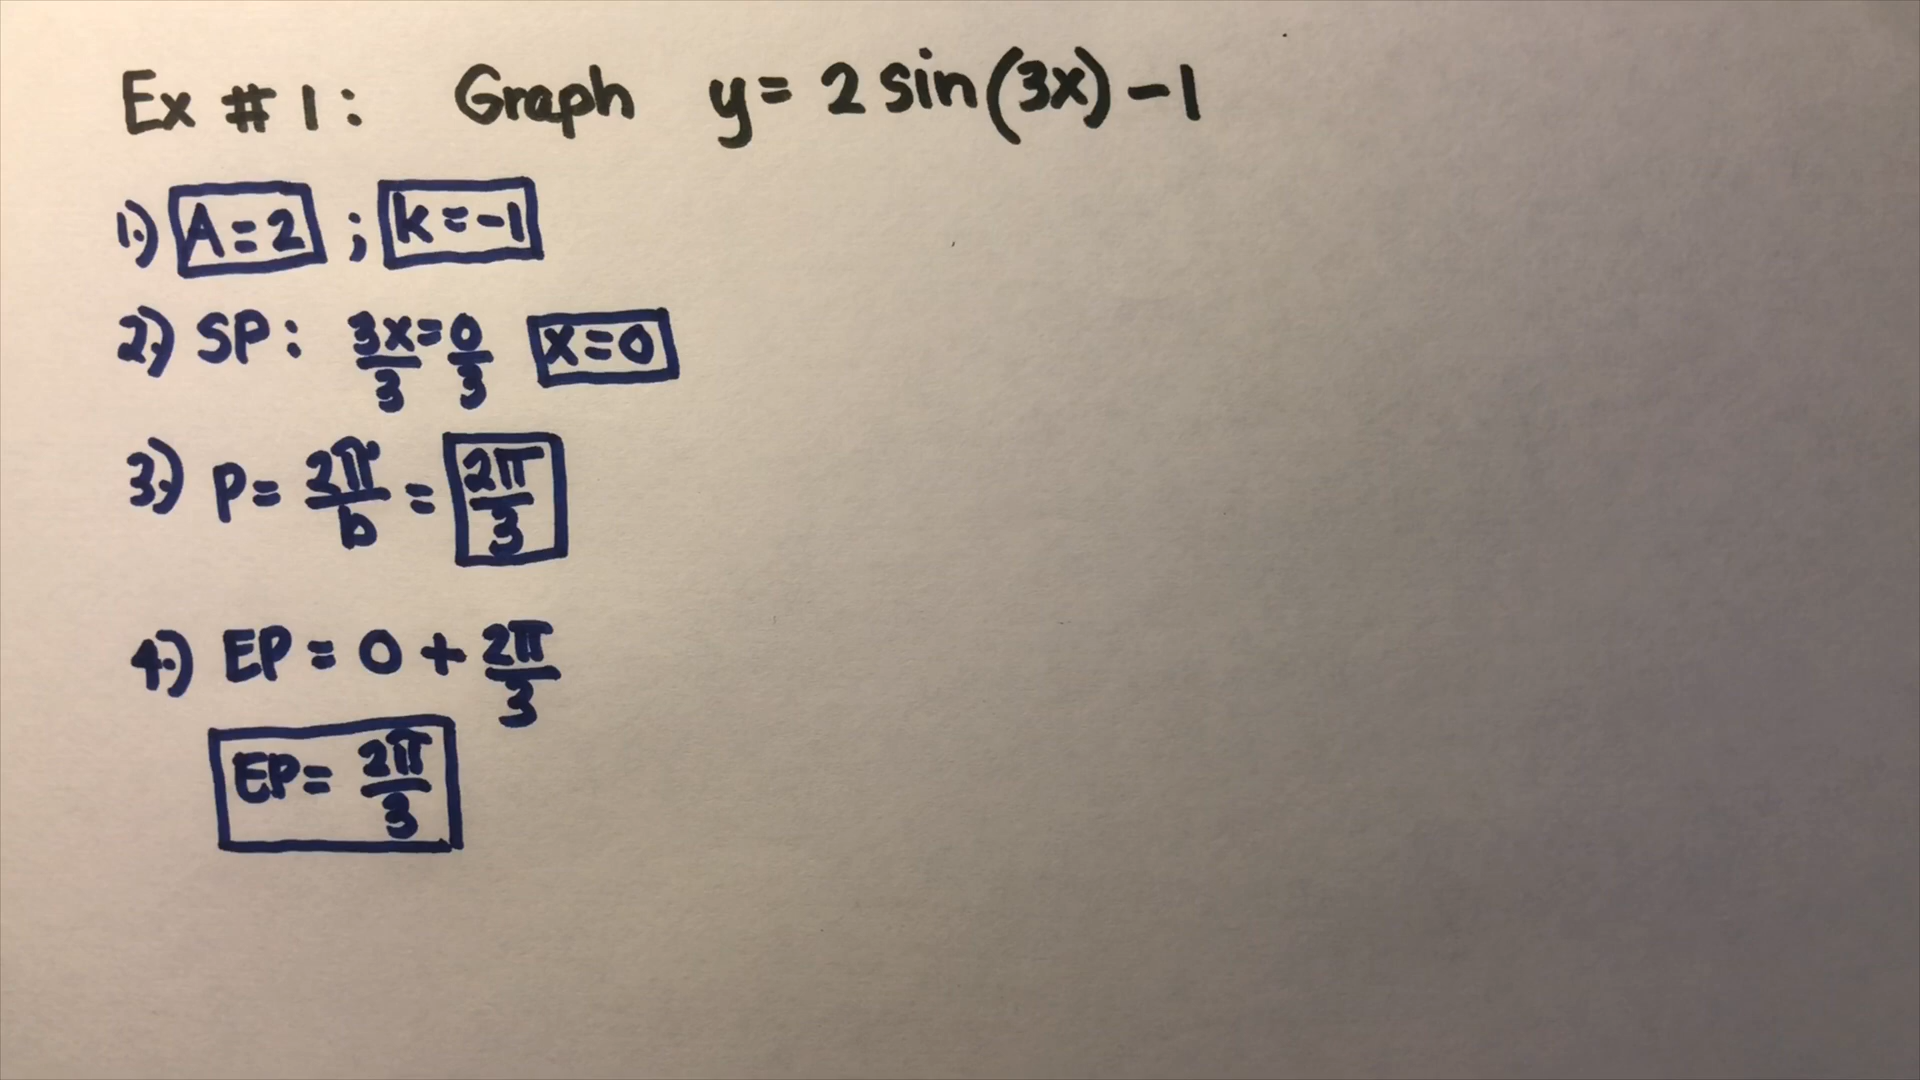 Ex #1: Graph y = 2 sin(3x) - 1
1.) A = 2 ; K = -1
2.) SP: 3x/3 = 0/3 x = 0
3.) P = 2π/b = 2π/3
4.) EP = 0 + 2π/3
EP = 2π/3